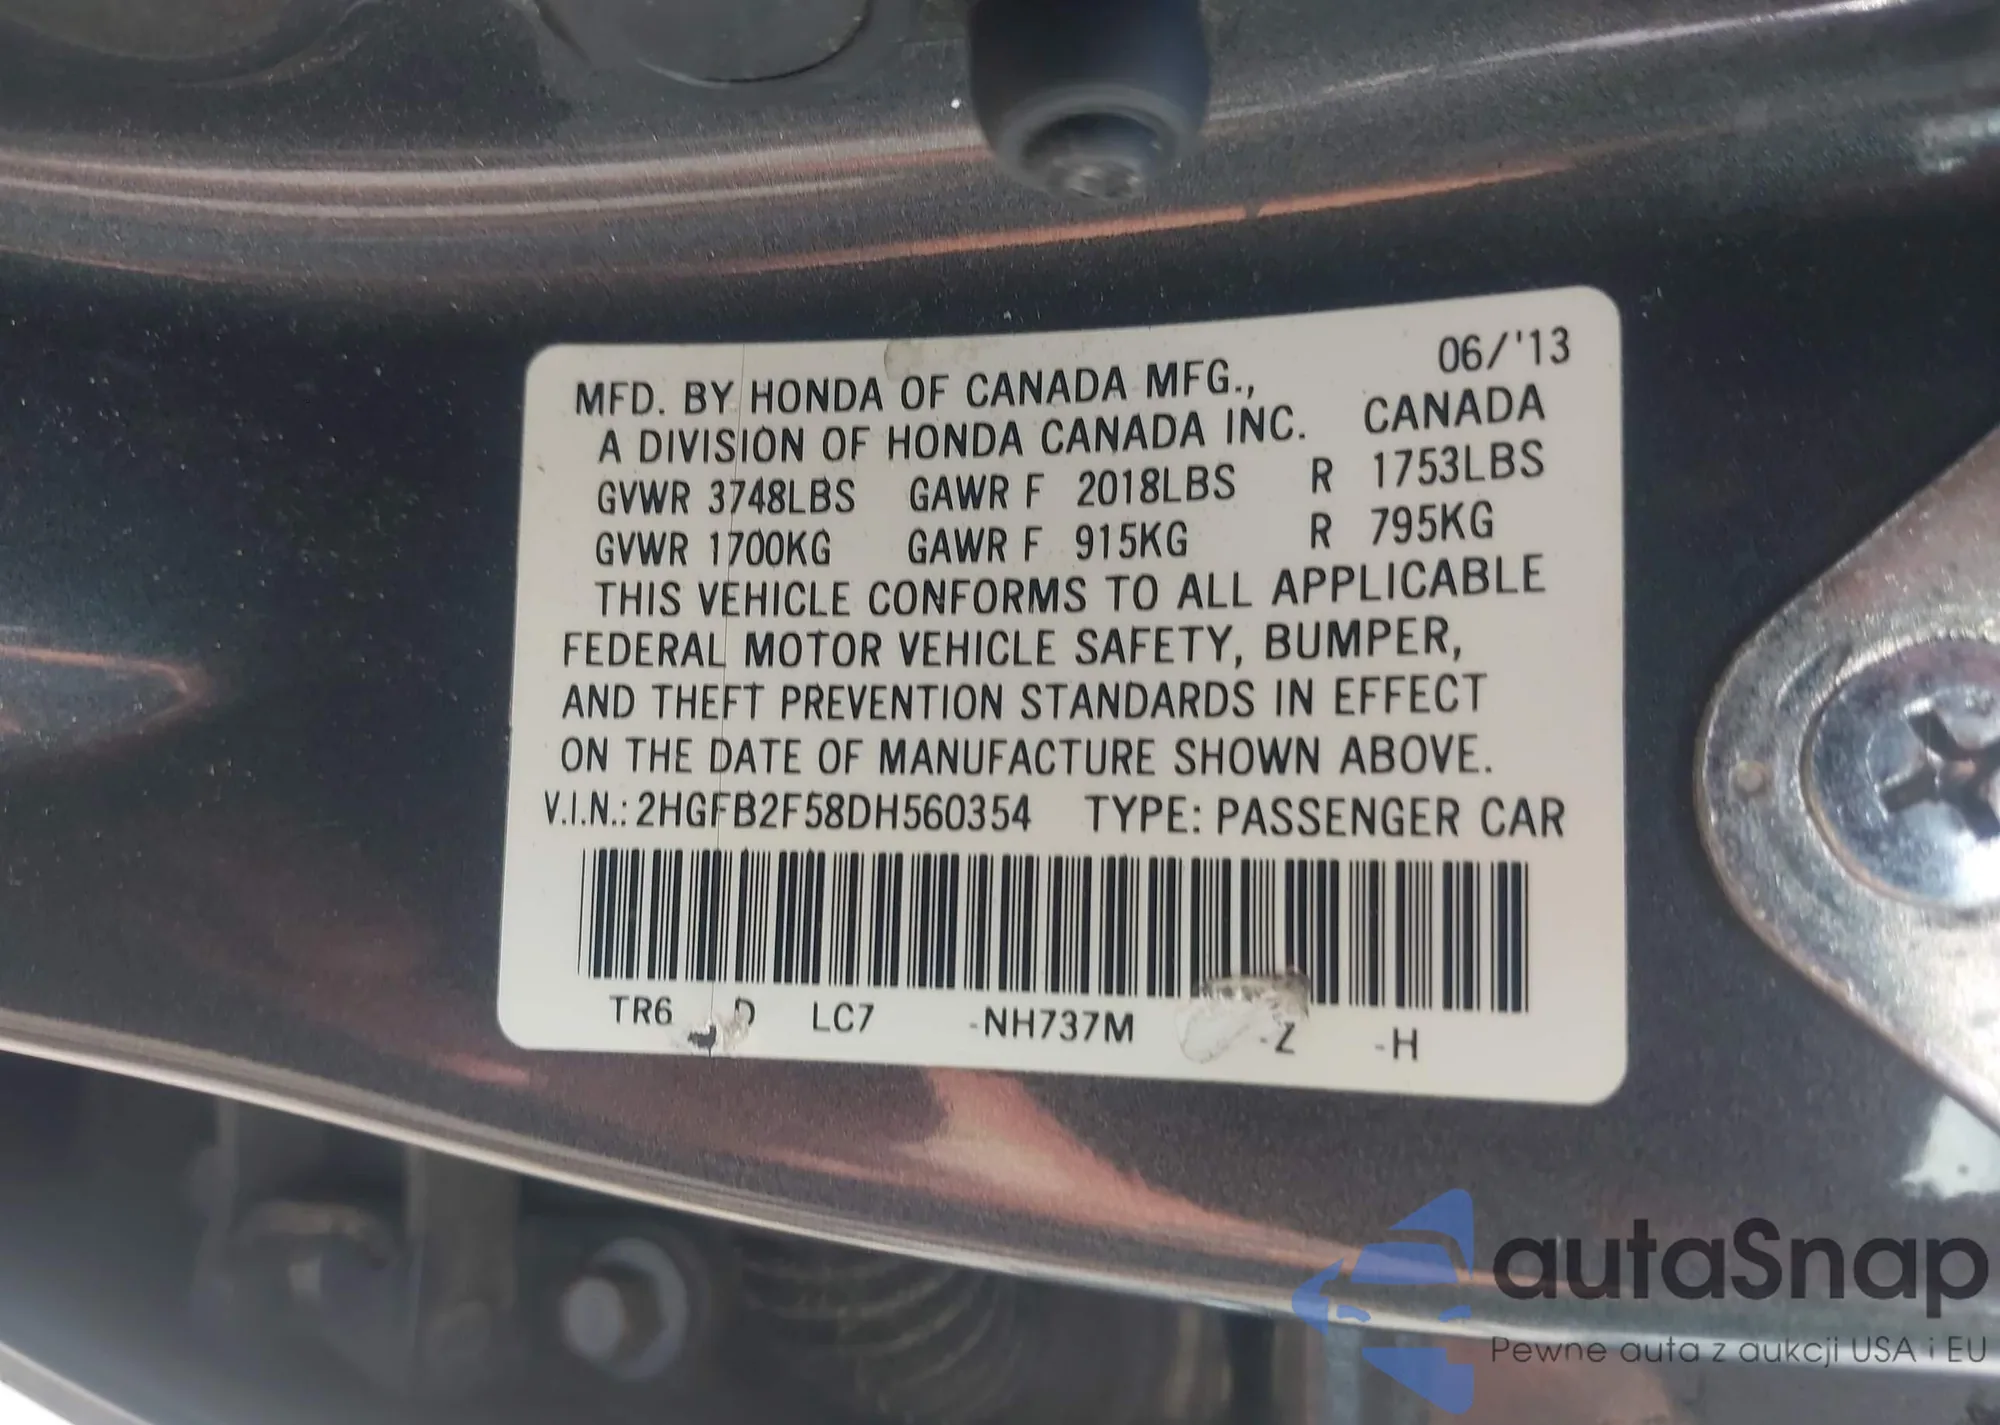 06/'13
MFD. BY HONDA OF CANADA MFG.,
A DIVISION OF HONDA CANADA INC. CANADA
GVWR 3748LBS GAWR F 2018LBS R 1753LBS
GVWR 1700KG GAWR F 915KG R 795KG
THIS VEHICLE CONFORMS TO ALL APPLICABLE
FEDERAL MOTOR VEHICLE SAFETY, BUMPER,
AND THEFT PREVENTION STANDARDS IN EFFECT
ON THE DATE OF MANUFACTURE SHOWN ABOVE.
V.I.N.: 2HGFB2F58DH560354 TYPE: PASSENGER CAR
TR6 D LC7 -NH737M -Z -H
autaSnap
Pewne auta z aukcji USA i EU